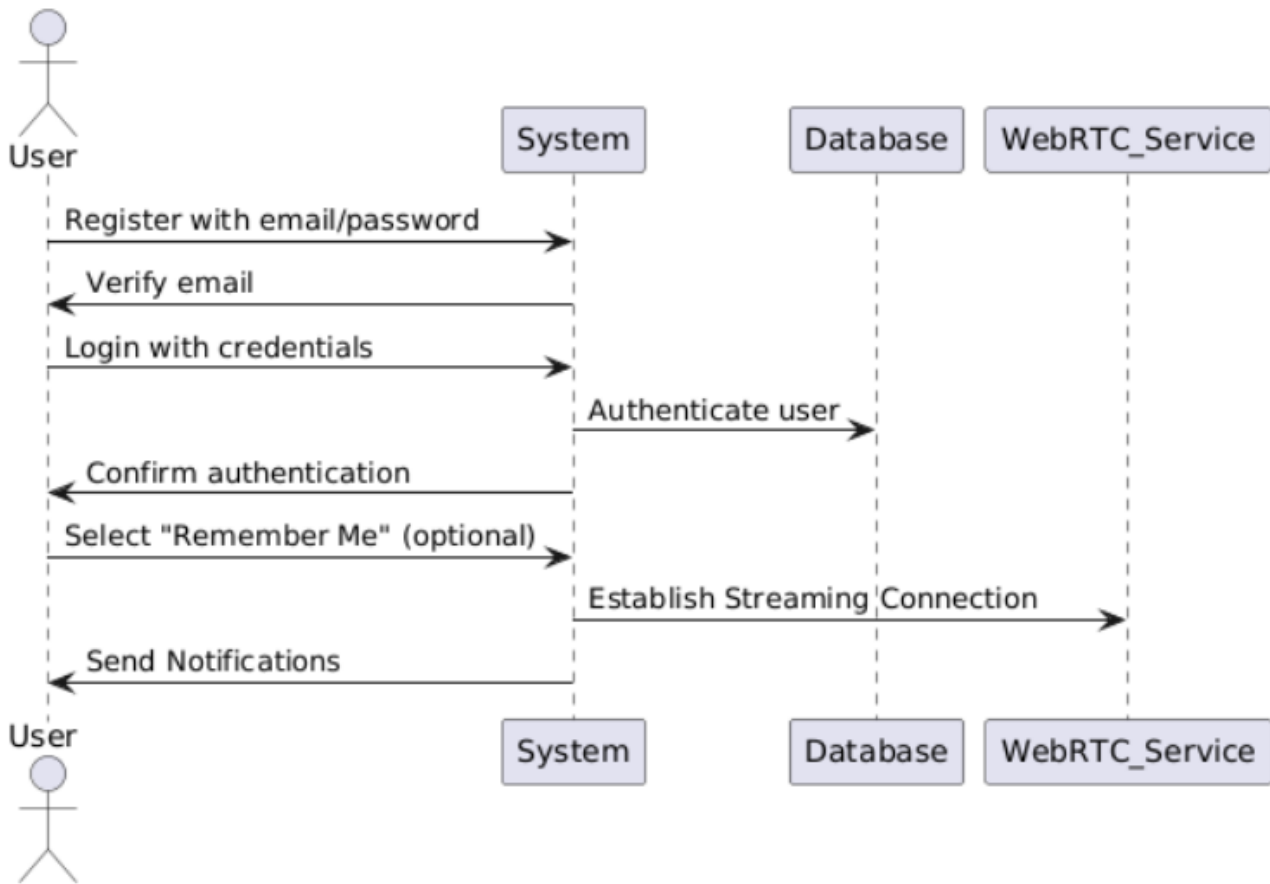 User
System
Database
WebRTC_Service
Register with email/password
Verify email
Login with credentials
Authenticate user
Confirm authentication
Select "Remember Me" (optional)
Establish Streaming Connection
Send Notifications
User
System
Database
WebRTC_Service